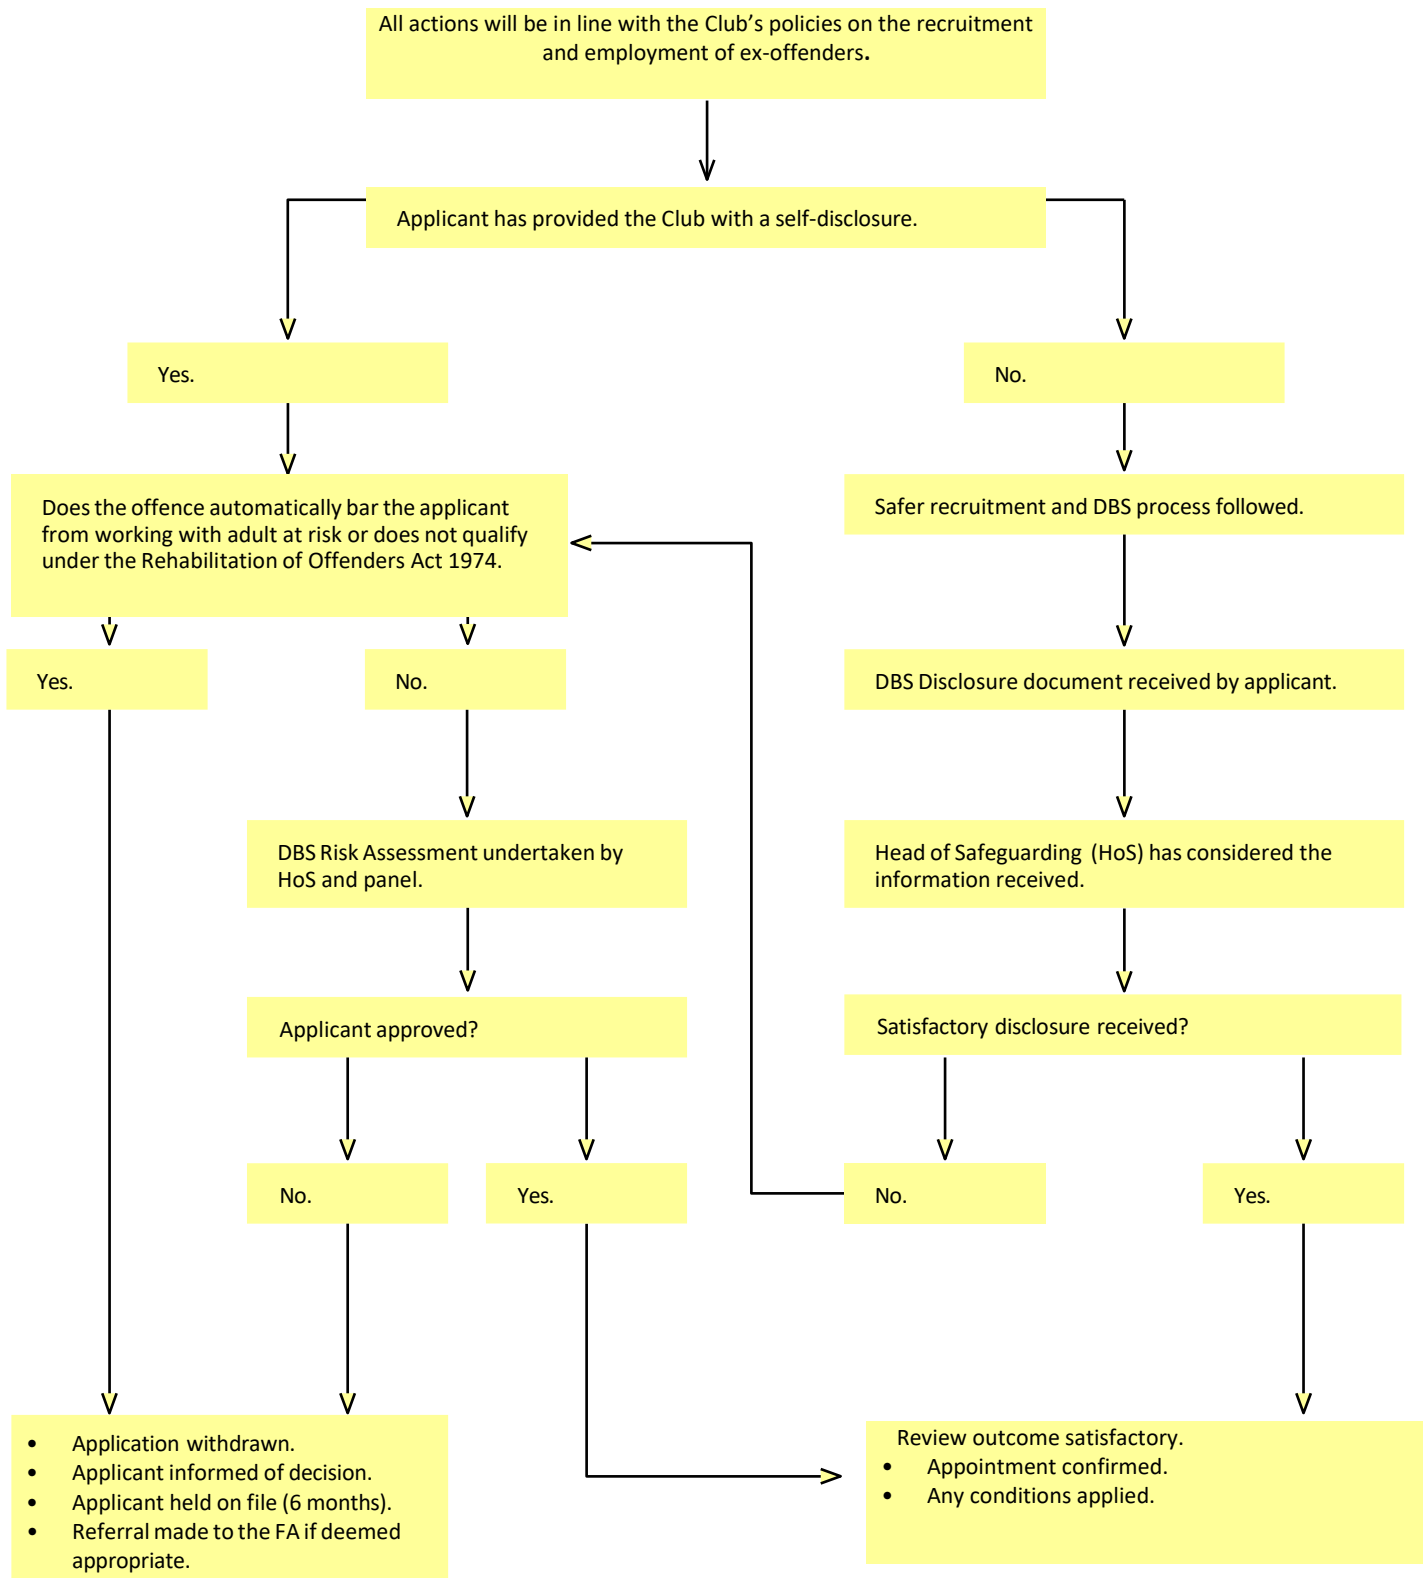 All actions will be in line with the Club’s policies on the recruitment
and employment of ex-offenders.
Applicant has provided the Club with a self-disclosure.
Yes.
No.
Does the offence automatically bar the applicant
from working with adult at risk or does not qualify
under the Rehabilitation of Offenders Act 1974.
Safer recruitment and DBS process followed.
Yes.
No.
DBS Disclosure document received by applicant.
DBS Risk Assessment undertaken by
HoS and panel.
Head of Safeguarding (HoS) has considered the
information received.
Applicant approved?
Satisfactory disclosure received?
No.
Yes.
No.
Yes.
• Application withdrawn.
• Applicant informed of decision.
• Applicant held on file (6 months).
• Referral made to the FA if deemed
appropriate.
Review outcome satisfactory.
• Appointment confirmed.
• Any conditions applied.